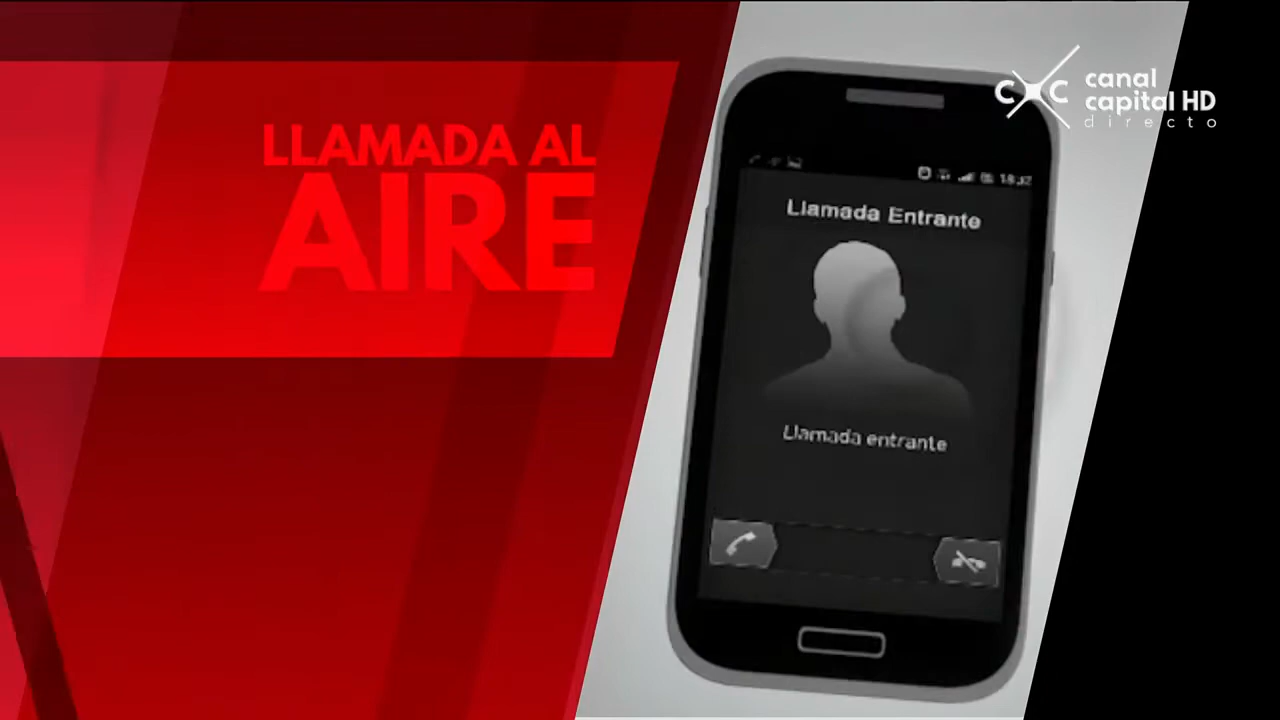 LLAMADA AL
AIRE
canal
capital HD
directo
Llamada Entrante
Llamada entrante